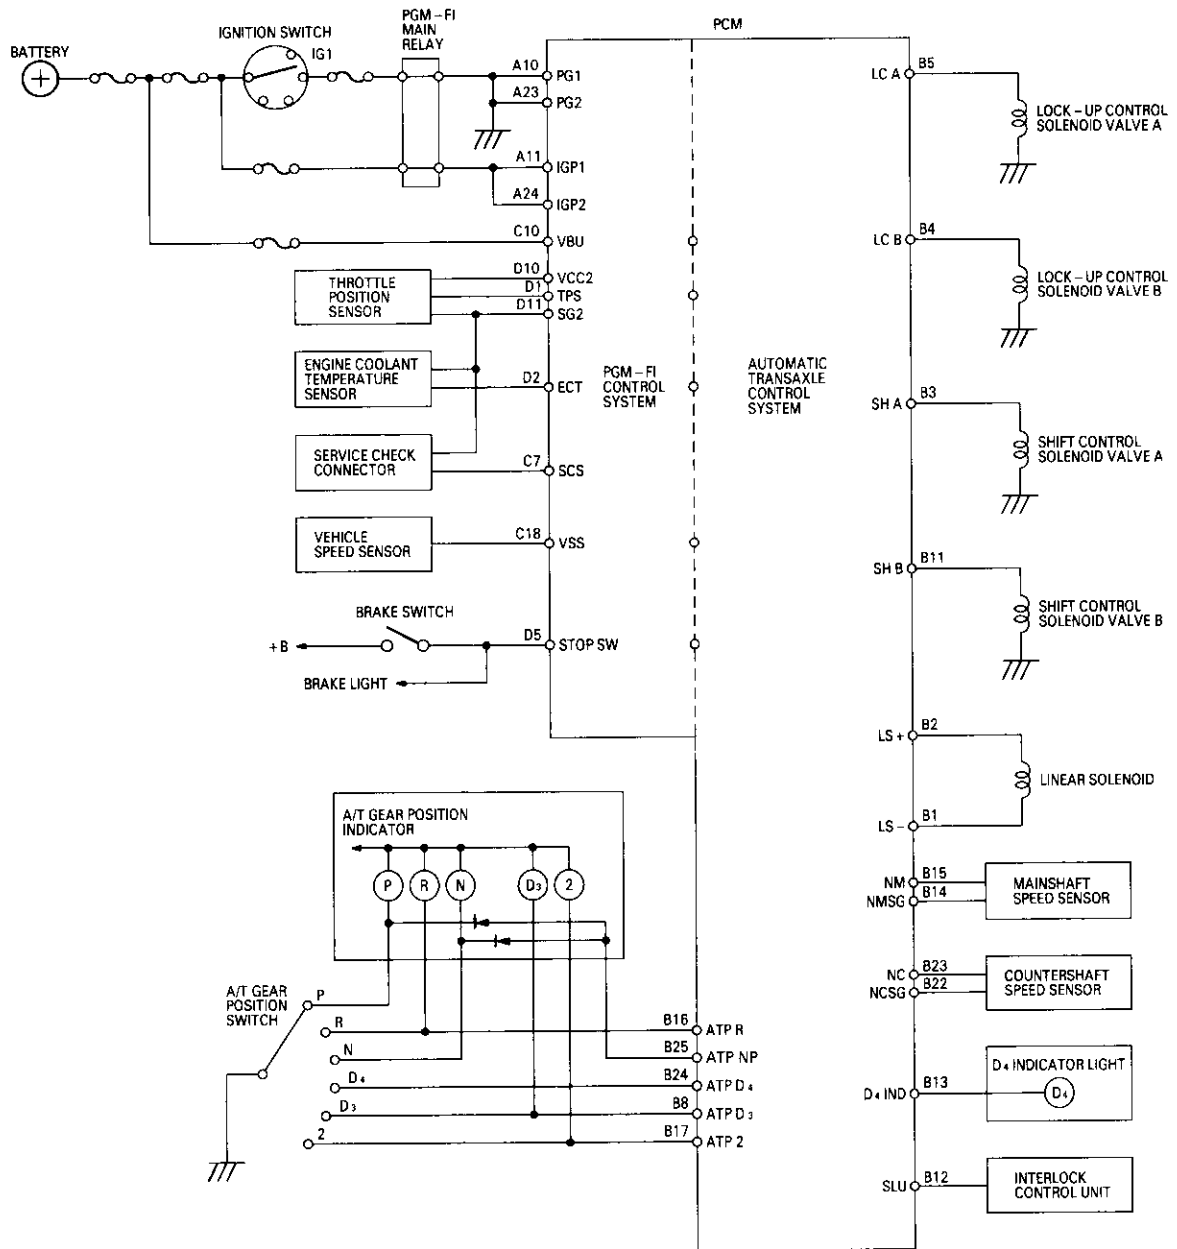 BATTERY
IGNITION SWITCH
IG1
PGM-FI
MAIN
RELAY
PCM
A10
PG1
A23
PG2
A11
IGP1
A24
IGP2
C10
VBU
THROTTLE
POSITION
SENSOR
D10
VCC2
D1
TPS
D11
SG2
ENGINE COOLANT
TEMPERATURE
SENSOR
D2
ECT
SERVICE CHECK
CONNECTOR
C7
SCS
VEHICLE
SPEED SENSOR
C18
VSS
BRAKE SWITCH
+B
D5
STOP SW
BRAKE LIGHT
PGM-FI
CONTROL
SYSTEM
AUTOMATIC
TRANSAXLE
CONTROL
SYSTEM
LC A
B5
LOCK-UP CONTROL
SOLENOID VALVE A
LC B
B4
LOCK-UP CONTROL
SOLENOID VALVE B
SH A
B3
SHIFT CONTROL
SOLENOID VALVE A
SH B
B11
SHIFT CONTROL
SOLENOID VALVE B
LS+
B2
LINEAR SOLENOID
LS-
B1
A/T GEAR POSITION
INDICATOR
P
R
N
D3
2
A/T GEAR
POSITION
SWITCH
P
R
N
D4
D3
2
B16
ATP R
B25
ATP NP
B24
ATP D4
B8
ATP D3
B17
ATP 2
NM
B15
NMSG
B14
MAINSHAFT
SPEED SENSOR
NC
B23
NCSG
B22
COUNTERSHAFT
SPEED SENSOR
D4 IND
B13
D4 INDICATOR LIGHT
D4
SLU
B12
INTERLOCK
CONTROL UNIT